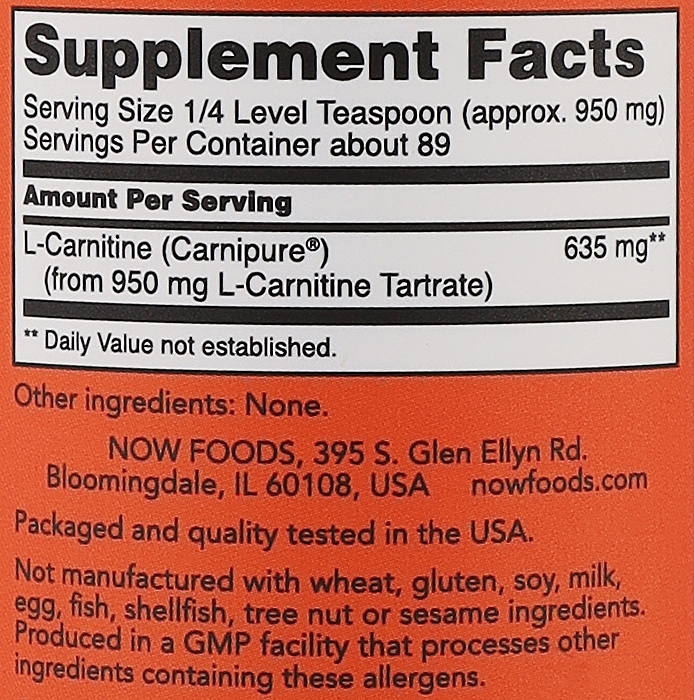 Supplement Facts
Serving Size 1/4 Level Teaspoon (approx. 950 mg)
Servings Per Container about 89
Amount Per Serving
L-Carnitine (Carnipure®) 635 mg**
(from 950 mg L-Carnitine Tartrate)
** Daily Value not established.
Other ingredients: None.
NOW FOODS, 395 S. Glen Ellyn Rd.
Bloomingdale, IL 60108, USA nowfoods.com
Packaged and quality tested in the USA.
Not manufactured with wheat, gluten, soy, milk,
egg, fish, shellfish, tree nut or sesame ingredients.
Produced in a GMP facility that processes other
ingredients containing these allergens.